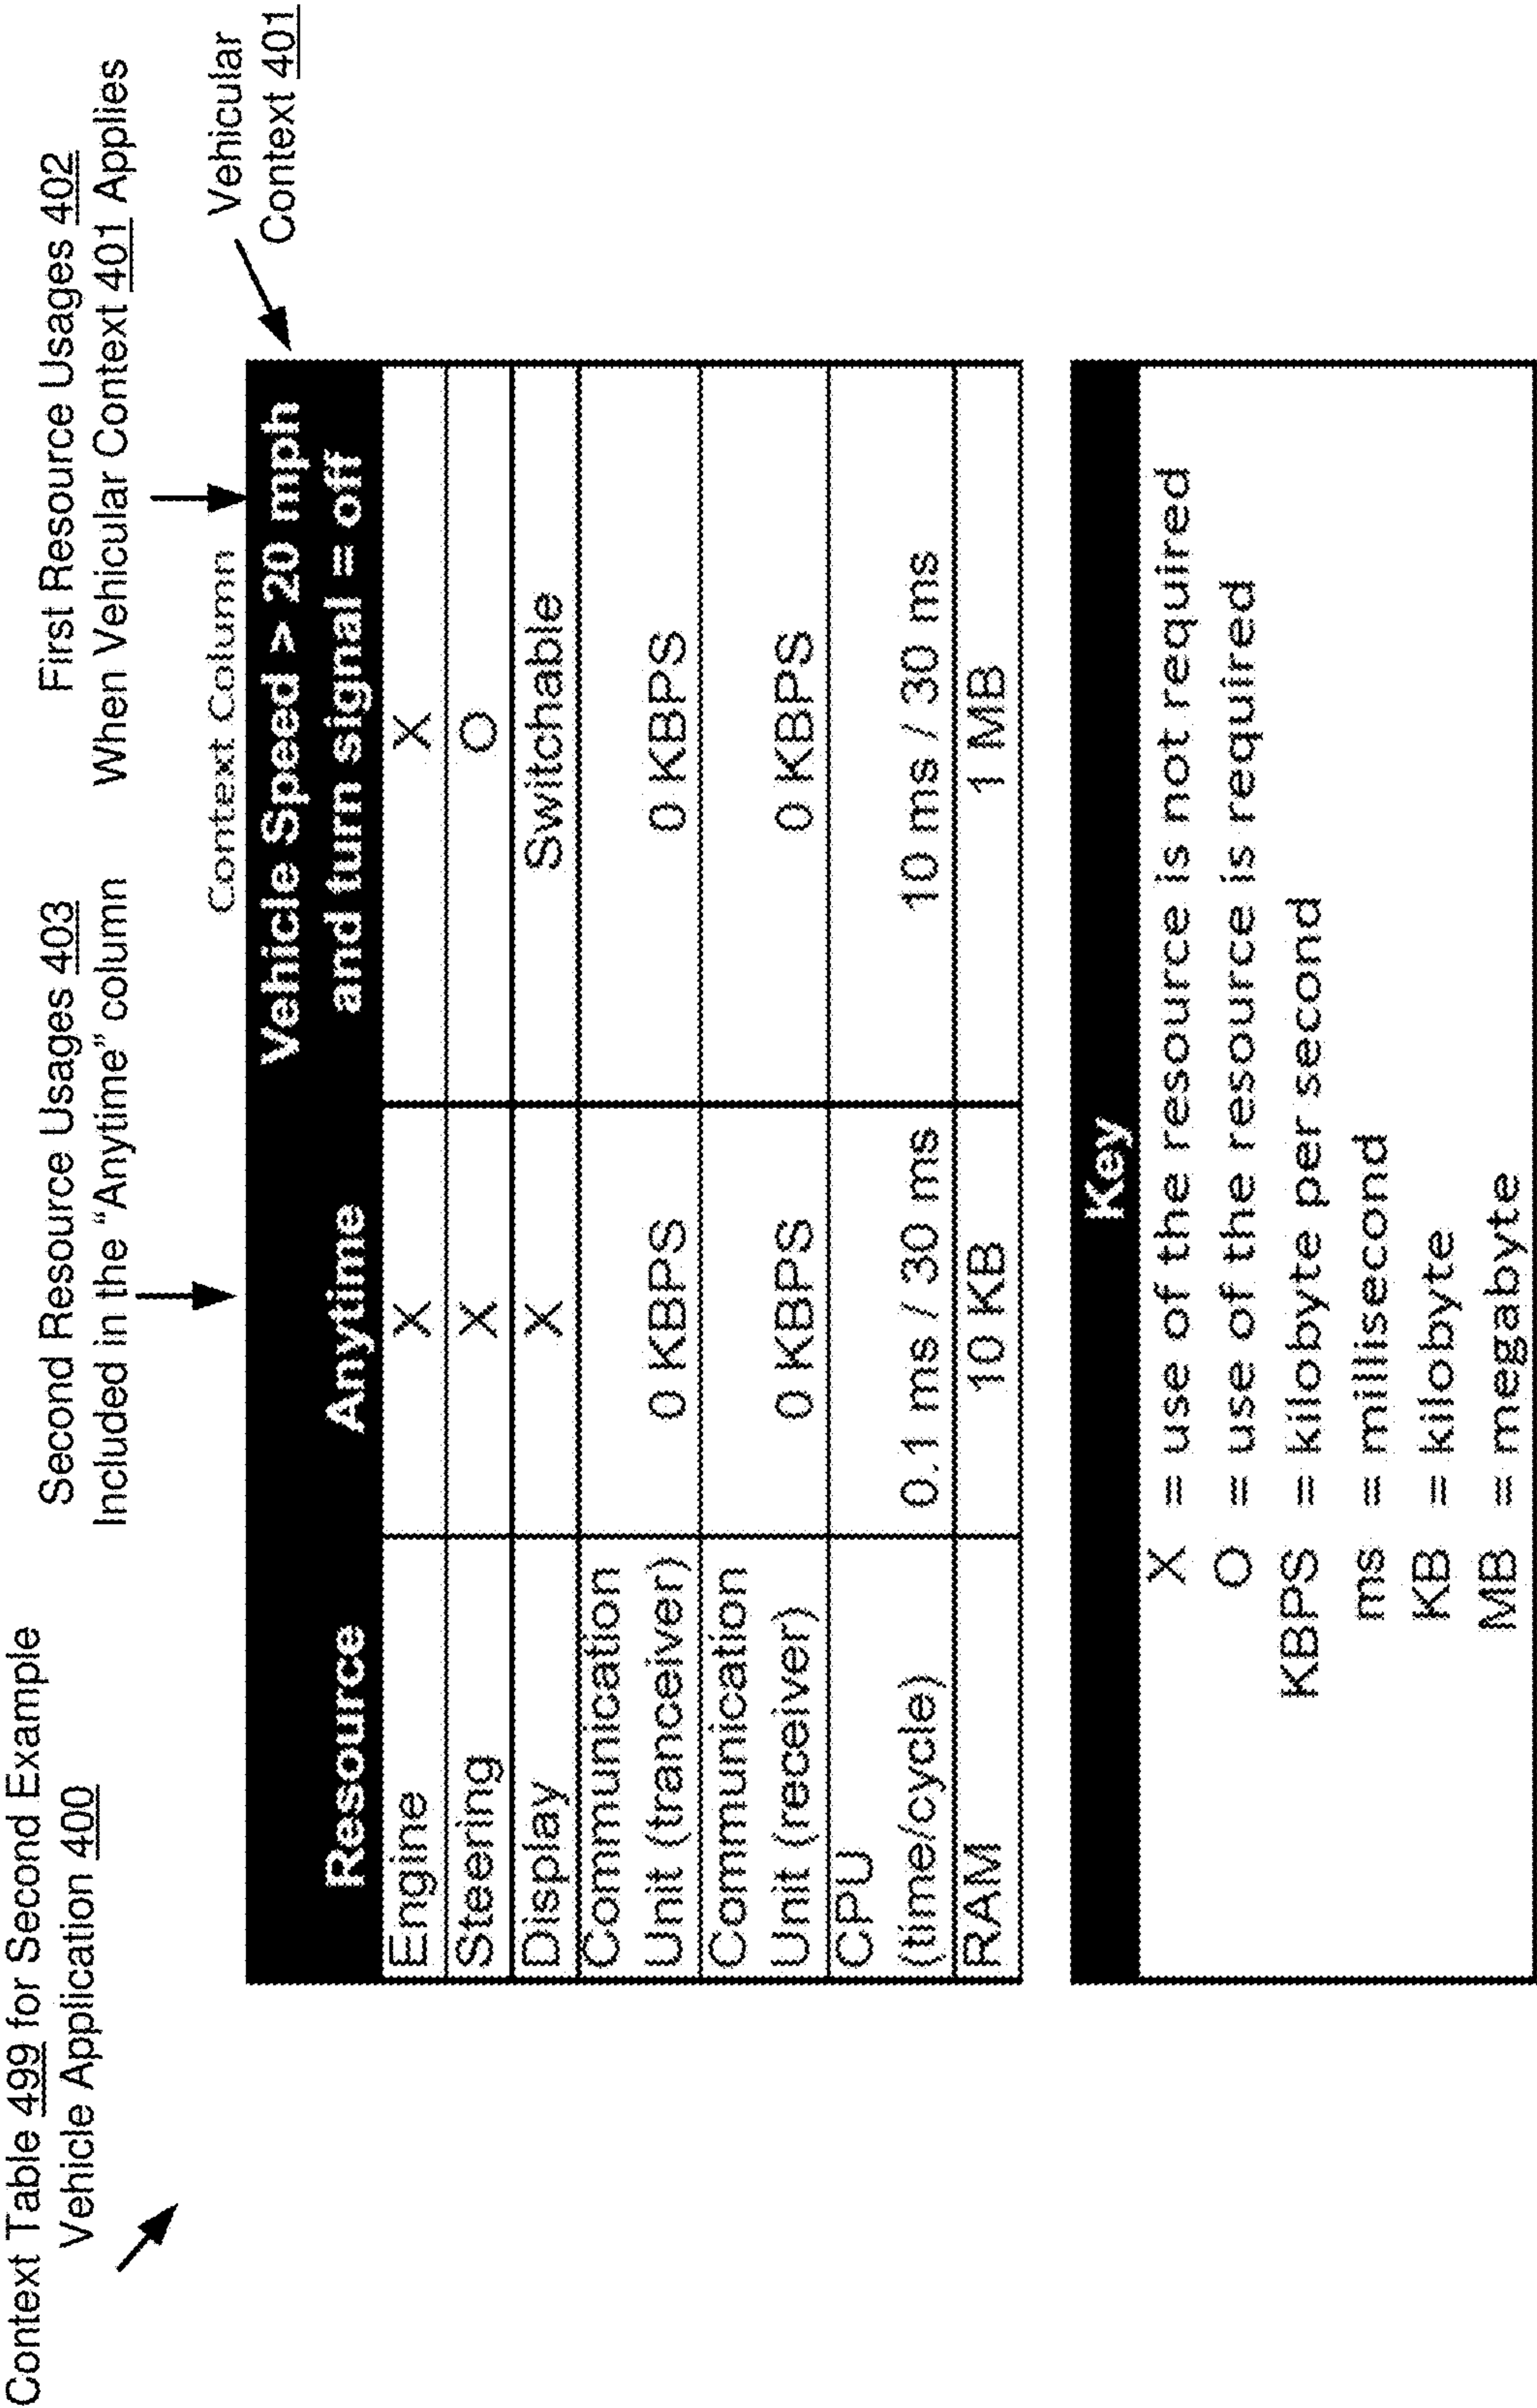 Context Table 499 for Second Example
Vehicle Application 400
Second Resource Usages 403
Included in the “Anytime” column
First Resource Usages 402
When Vehicular Context 401 Applies
Vehicular
Context 401
Context Column
Resource Anytime Vehicle Speed > 20 mph
and turn signal = off
Engine X X
Steering X O
Display X Switchable
Communication
Unit (tranceiver) 0 KBPS 0 KBPS
Communication
Unit (receiver) 0 KBPS 0 KBPS
CPU
(time/cycle) 0.1 ms / 30 ms 10 ms / 30 ms
RAM 10 KB 1 MB
Key
X = use of the resource is not required
O = use of the resource is required
KBPS = kilobyte per second
ms = millisecond
KB = kilobyte
MB = megabyte